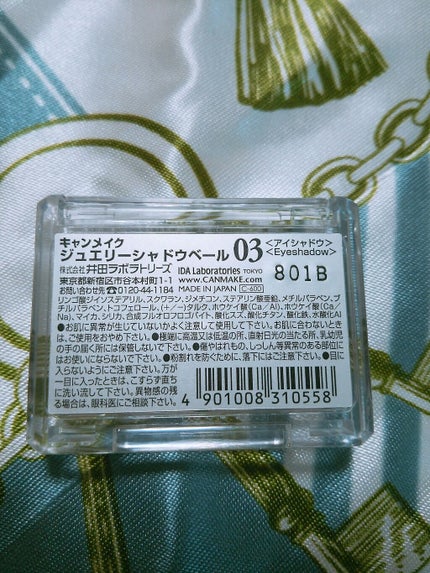 キャンメイク
ジュエリーシャドウベール 03 <アイシャドウ>
<Eyeshadow>
株式会社 井田ラボラトリーズ IDA Laboratories TOKYO
801B
東京都新宿区市谷本村町1-1 www.CANMAKE.com
お問い合わせ先☎0120-44-1184 MADE IN JAPAN C-600
リンゴ酸ジイソステアリル、スクワラン、ジメチコン、ステアリン酸亜鉛、メチルパラベン、ブ
チルパラベン、トコフェロール、(+/-)タルク、ホウケイ酸(Ca/Al)、ホウケイ酸(Ca/
Na)、マイカ、シリカ、合成フルオロフロゴパイト、酸化スズ、酸化チタン、酸化鉄、水酸化Al
●お肌に異常が生じていないかよく注意して使用して下さい。お肌に合わないとき
は、ご使用をおやめ下さい。●極端に高温又は低温の所、直射日光の当たる所、乳幼児
の手の届く所には保管しないで下さい。●傷やはれもの、しっしん等異常のある部位に
はお使いにならないで下さい。●粉割れを防ぐために、落下にはご注意下さい。●目に
入らないようにご注意下さい。万が
一目に入ったときは、こすらず直ち
に洗い流して下さい。異物感の残
る場合は、眼科医にご相談下さい。
4 901008 310558